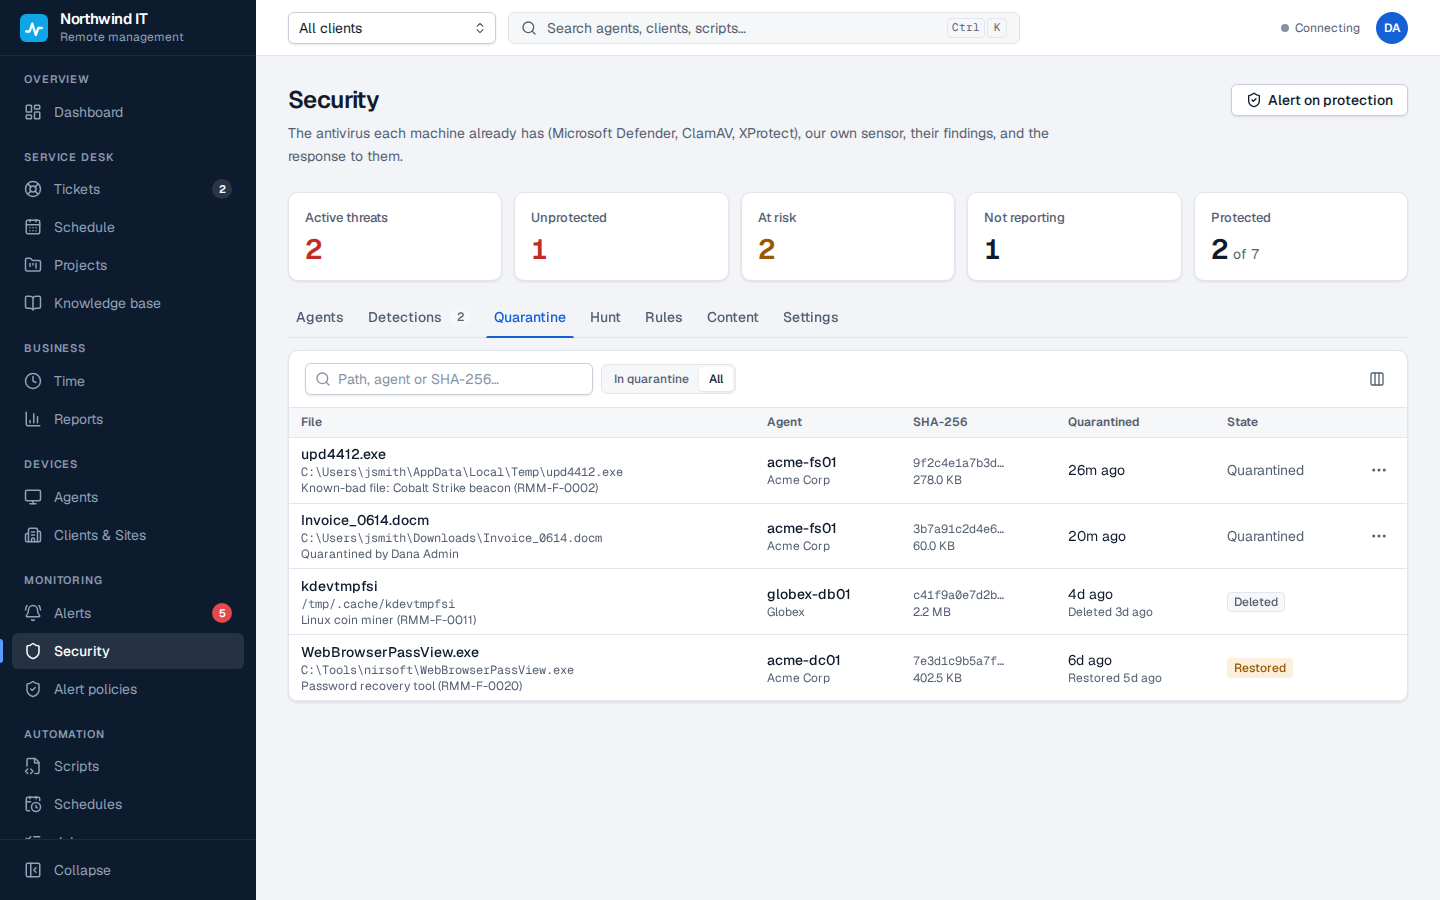 Northwind IT
Remote management
All clients
Search agents, clients, scripts...
Ctrl K
Connecting
DA
OVERVIEW
Dashboard
SERVICE DESK
Tickets 2
Schedule
Projects
Knowledge base
BUSINESS
Time
Reports
DEVICES
Agents
Clients & Sites
MONITORING
Alerts 5
Security
Alert policies
AUTOMATION
Scripts
Schedules
Collapse
Security
Alert on protection
The antivirus each machine already has (Microsoft Defender, ClamAV, XProtect), our own sensor, their findings, and the
response to them.
Active threats
2
Unprotected
1
At risk
2
Not reporting
1
Protected
2 of 7
Agents Detections 2 Quarantine Hunt Rules Content Settings
Path, agent or SHA-256...
In quarantine All
File Agent SHA-256 Quarantined State
upd4412.exe
C:\Users\jsmith\AppData\Local\Temp\upd4412.exe
Known-bad file: Cobalt Strike beacon (RMM-F-0002)
acme-fs01
Acme Corp
9f2c4e1a7b3d...
278.0 KB
26m ago
Quarantined
Invoice_0614.docm
C:\Users\jsmith\Downloads\Invoice_0614.docm
Quarantined by Dana Admin
acme-fs01
Acme Corp
3b7a91c2d4e6...
60.0 KB
20m ago
Quarantined
kdevtmpfsi
/tmp/.cache/kdevtmpfsi
Linux coin miner (RMM-F-0011)
globex-db01
Globex
c41f9a0e7d2b...
2.2 MB
4d ago
Deleted 3d ago
Deleted
WebBrowserPassView.exe
C:\Tools\nirsoft\WebBrowserPassView.exe
Password recovery tool (RMM-F-0020)
acme-dc01
Acme Corp
7e3d1c9b5a7f...
402.5 KB
6d ago
Restored 5d ago
Restored